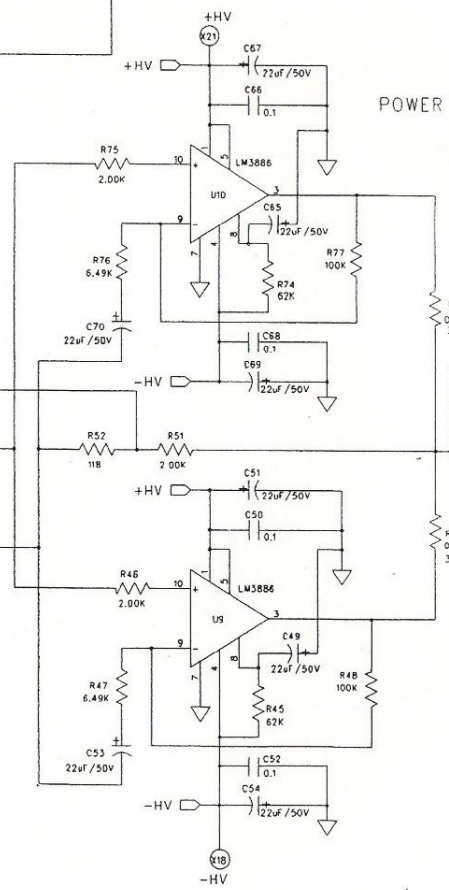 +HV
X21
+HV
C67
22uF/50V
C66
0.1
POWER
R75
2.00K
10
1
5
LM3886
+
U10
3
9
-
C65
22uF/50V
7
4
8
R76
6.49K
R74
62K
R77
100K
C70
22uF/50V
C68
0.1
-HV
C69
22uF/50V
R52
118
R51
2.00K
+HV
C51
22uF/50V
C50
0.1
R46
2.00K
10
1
5
LM3886
+
U9
3
9
-
C49
22uF/50V
7
4
8
R47
6.49K
R45
62K
R48
100K
C53
22uF/50V
C52
0.1
-HV
C54
22uF/50V
X18
-HV